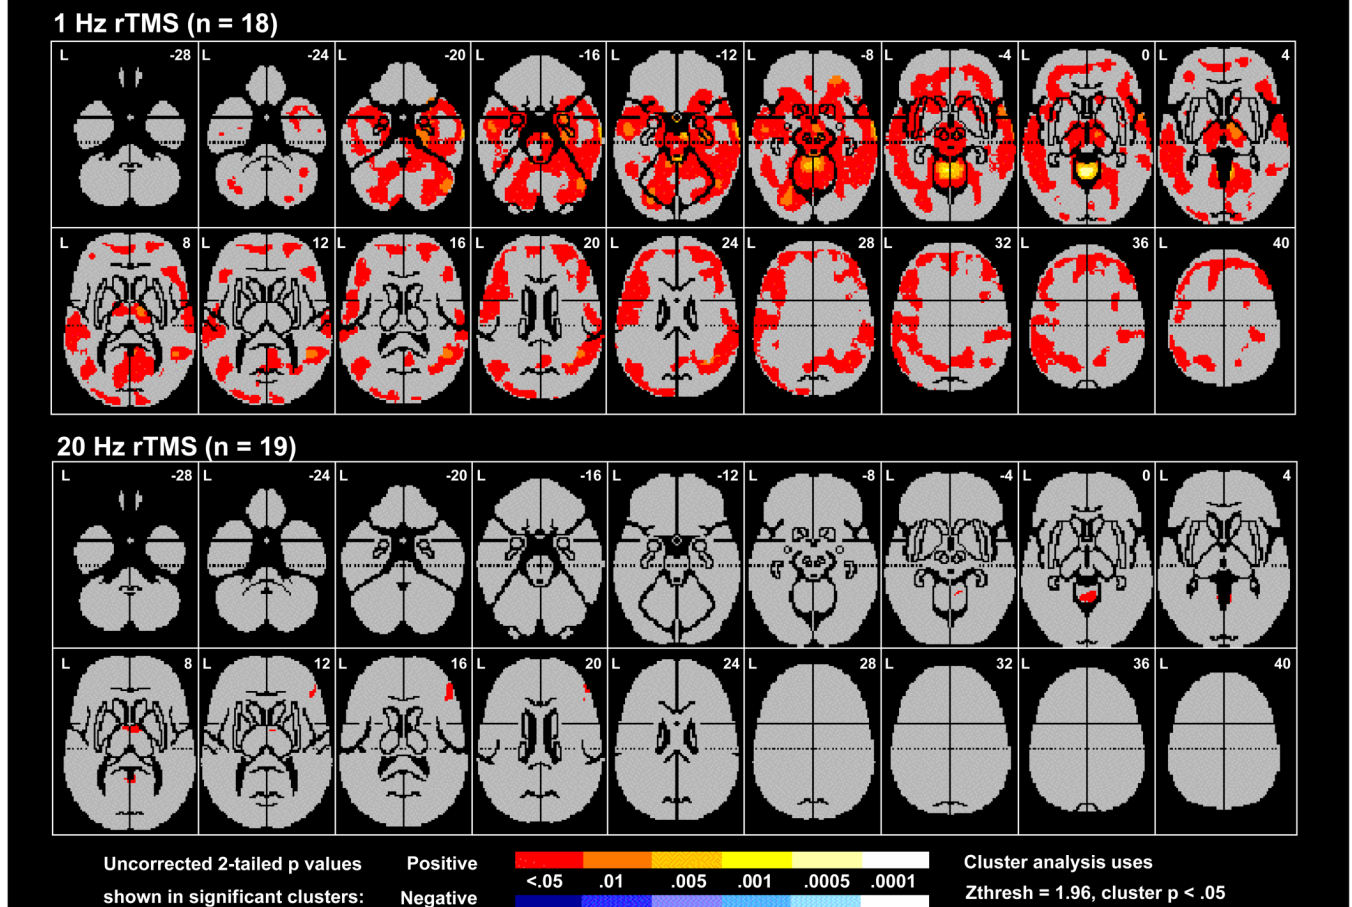 1 Hz rTMS (n = 18)
L -28 L -24 L -20 L -16 L -12 L -8 L -4 L 0 L 4
L 8 L 12 L 16 L 20 L 24 L 28 L 32 L 36 L 40
20 Hz rTMS (n = 19)
L -28 L -24 L -20 L -16 L -12 L -8 L -4 L 0 L 4
L 8 L 12 L 16 L 20 L 24 L 28 L 32 L 36 L 40
Uncorrected 2-tailed p values Positive Cluster analysis uses
<.05 .01 .005 .001 .0005 .0001
shown in significant clusters: Negative Zthresh = 1.96, cluster p < .05